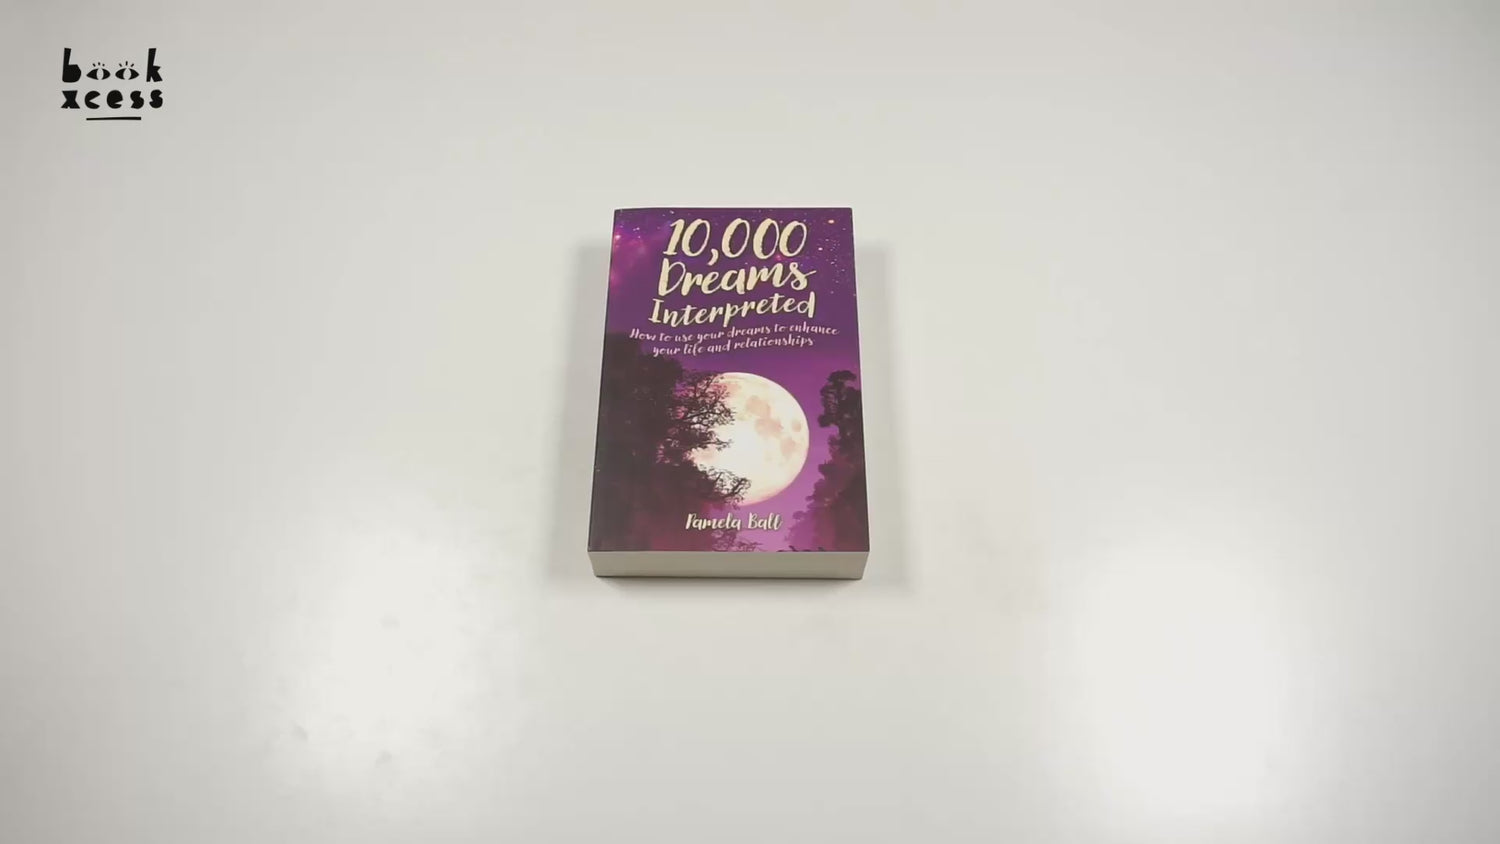 book
xcess
10,000
Dreams
Interpreted
How to use your dreams to enhance
your life and relationships
Pamela Ball